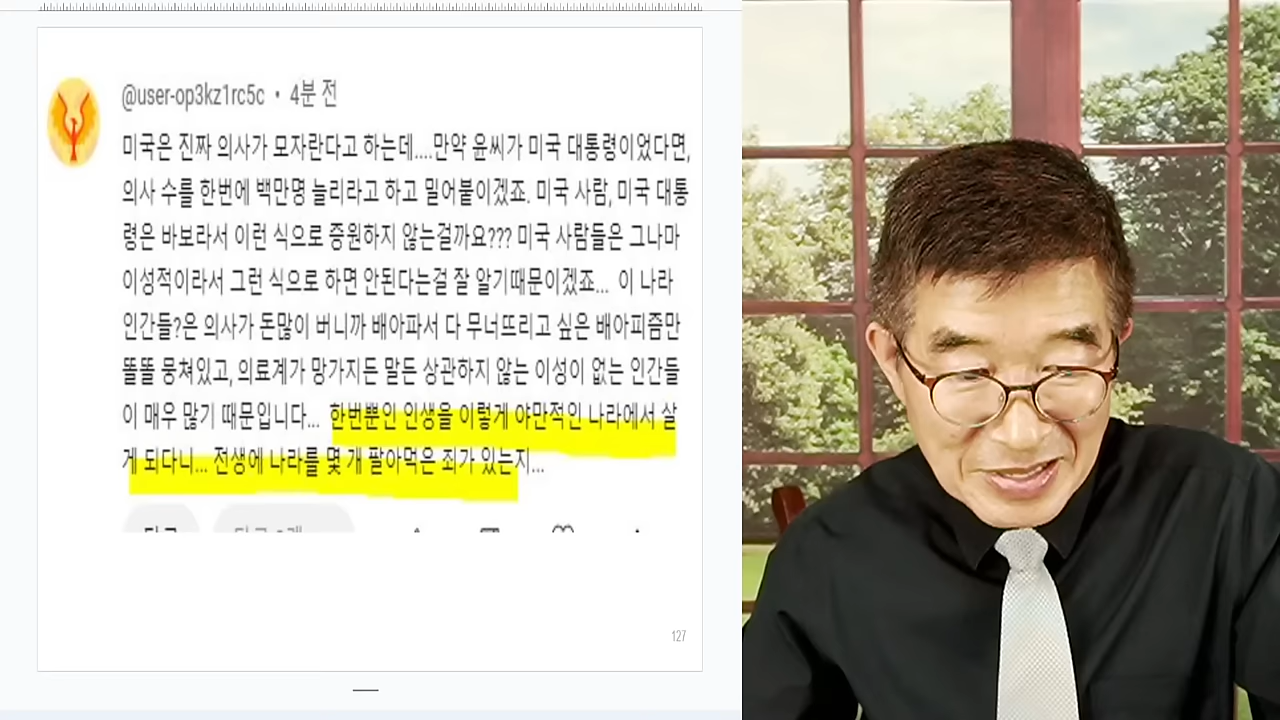 @user-op3kz1rc5c • 4분 전
미국은 진짜 의사가 모자란다고 하는데....만약 윤씨가 미국 대통령이었다면,
의사 수를 한번에 백만명 늘리라고 하고 밀어붙이겠죠. 미국 사람, 미국 대통
령은 바보라서 이런 식으로 증원하지 않는걸까요??? 미국 사람들은 그나마
이성적이라서 그런 식으로 하면 안된다는걸 잘 알기때문이겠죠... 이 나라
인간들?은 의사가 돈많이 버니까 배아파서 다 무너뜨리고 싶은 배아피즘만
똘똘 뭉쳐있고, 의료계가 망가지든 말든 상관하지 않는 이성이 없는 인간들
이 매우 많기 때문입니다... 한번뿐인 인생을 이렇게 야만적인 나라에서 살
게 되다니... 전생에 나라를 몇 개 팔아먹은 죄가 있는지...
127